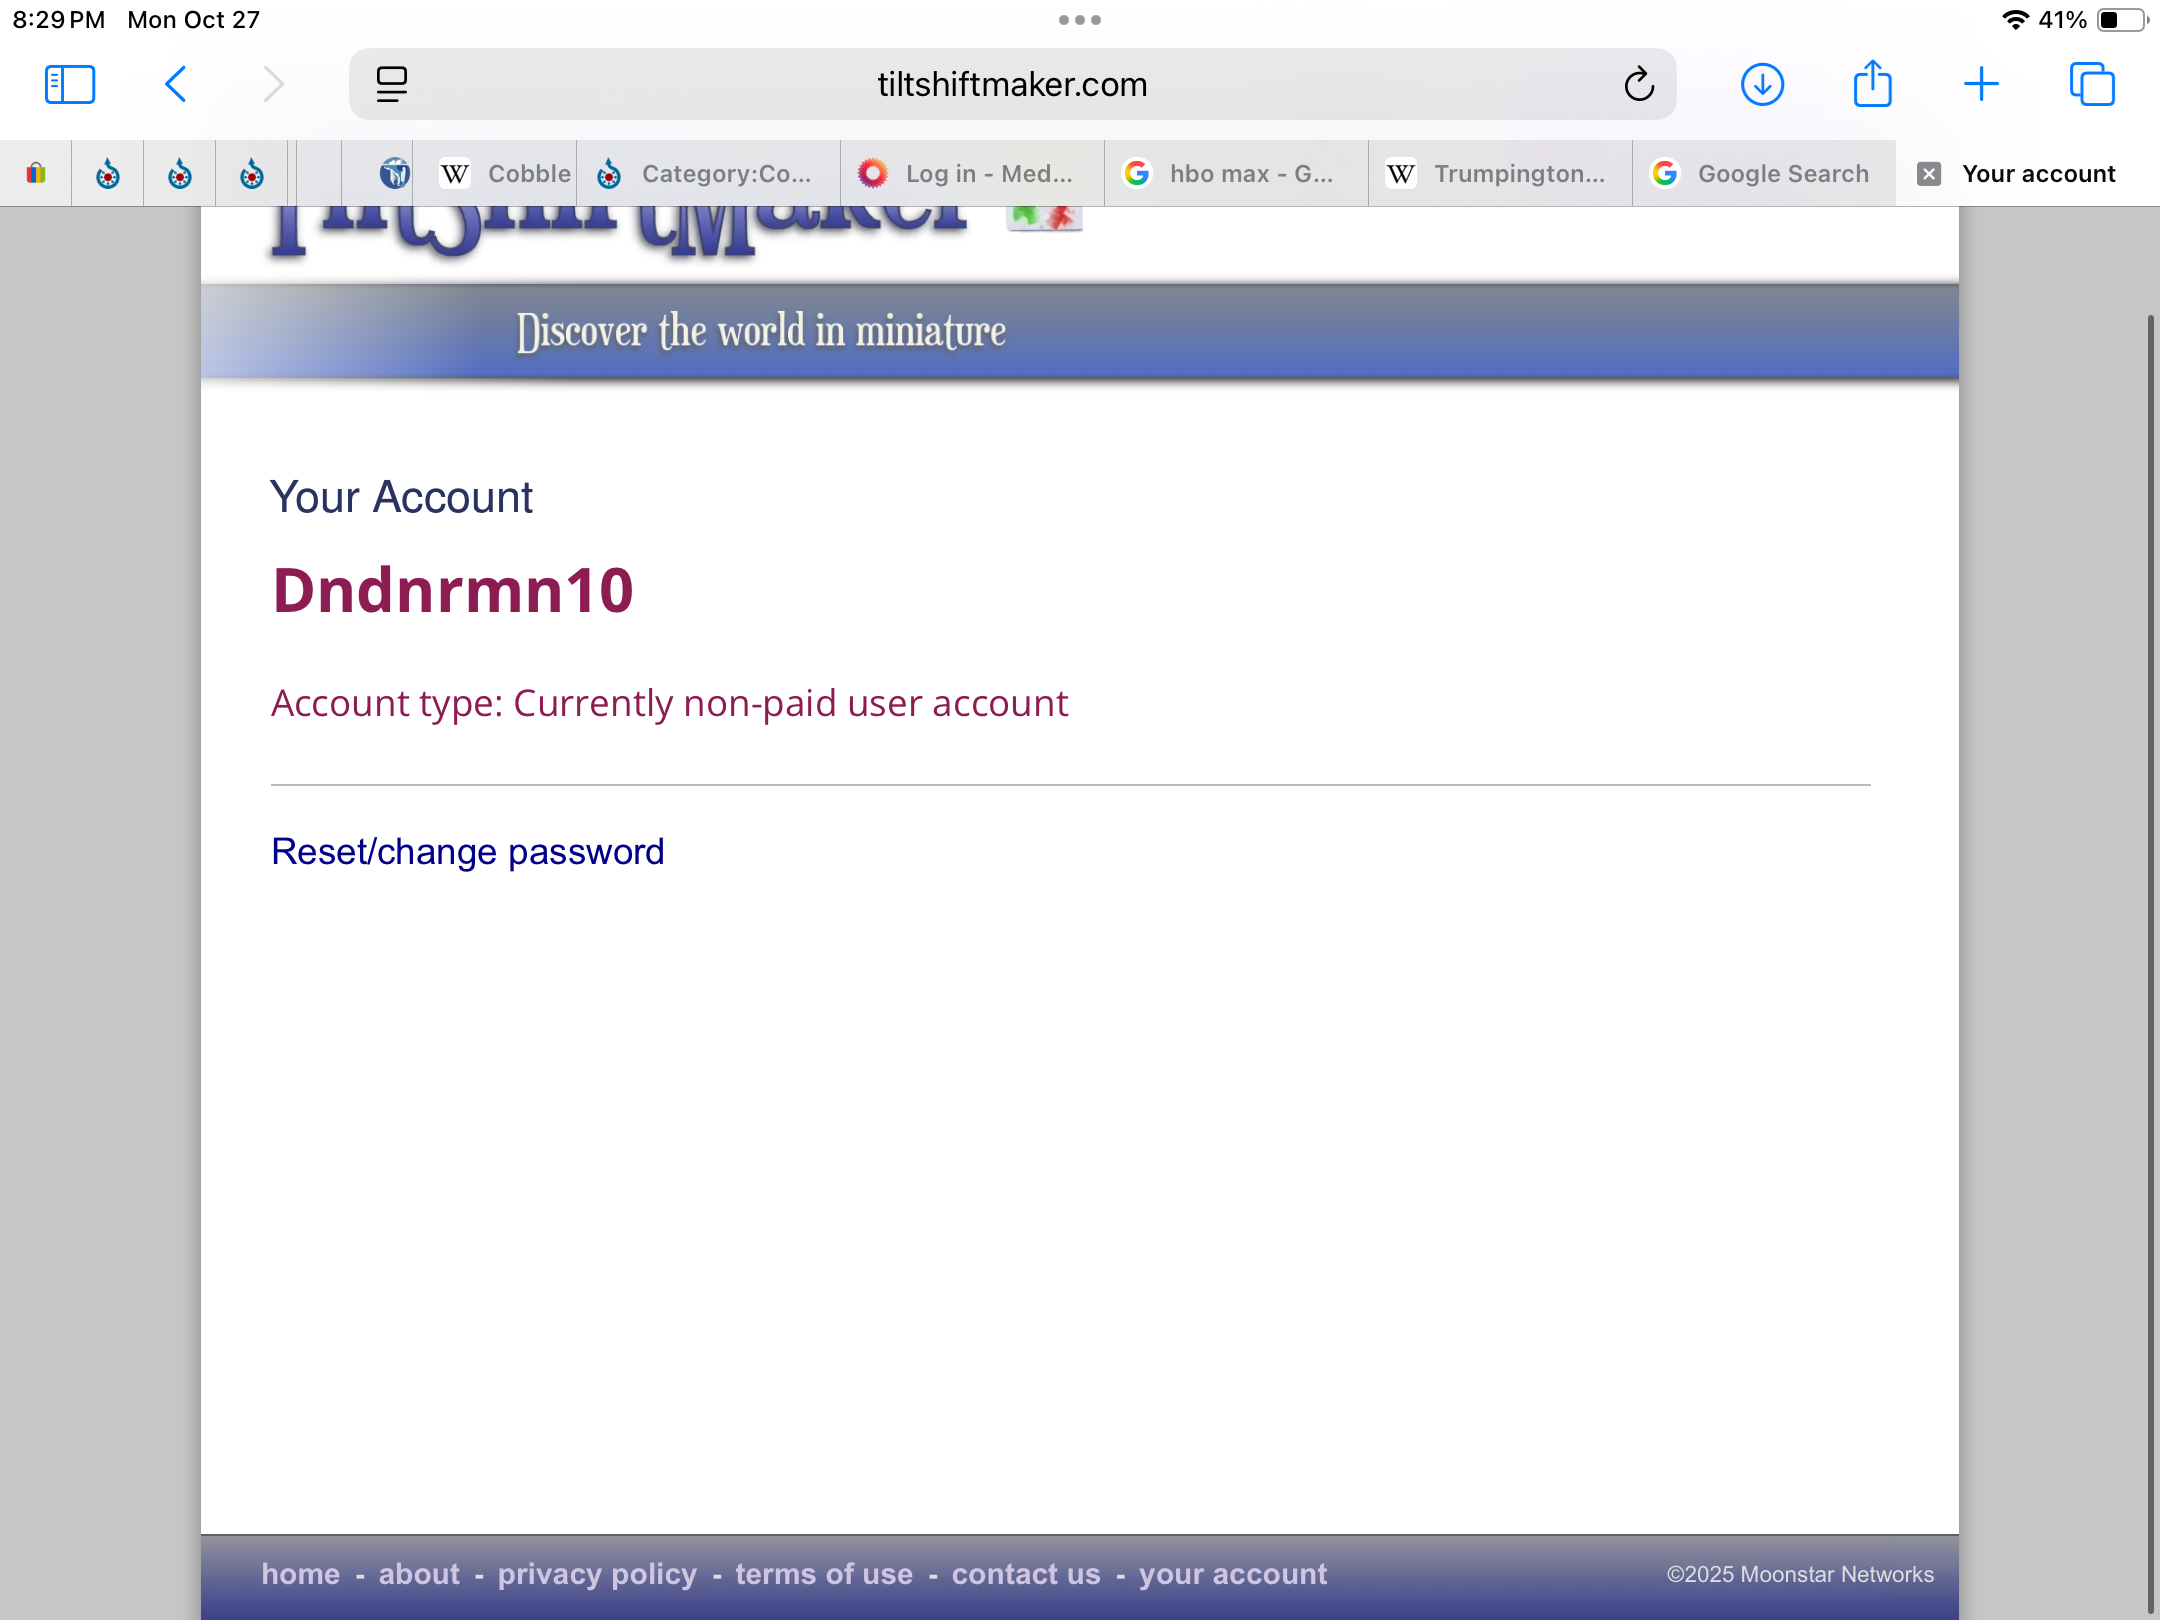 8:29 PM Mon Oct 27
41%
tiltshiftmaker.com
Cobble
Category:Co...
Log in - Med...
hbo max - G...
Trumpington...
Google Search
Your account
TiltShiftMaker
Discover the world in miniature
Your Account
Dndnrmn10
Account type: Currently non-paid user account
Reset/change password
home - about - privacy policy - terms of use - contact us - your account
©2025 Moonstar Networks